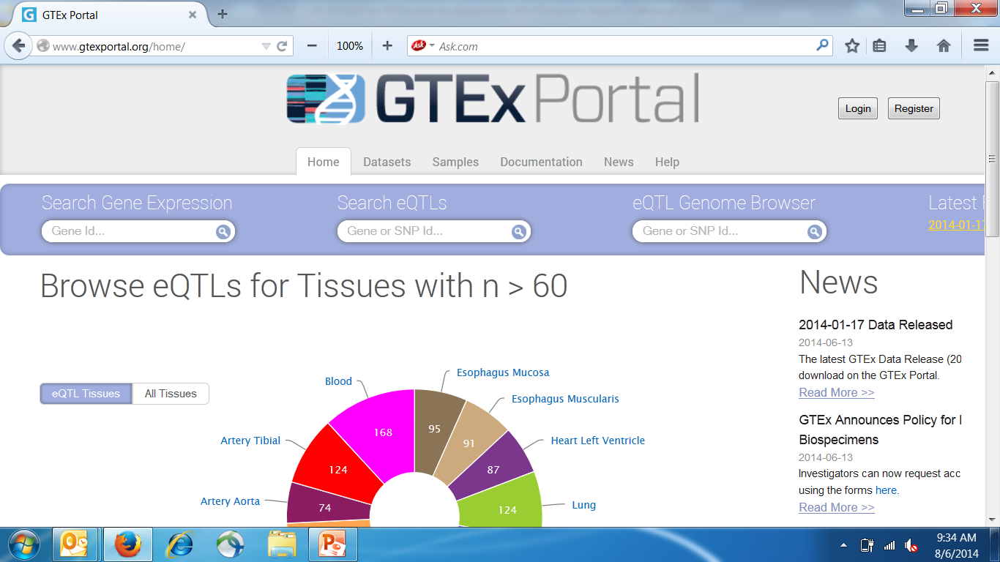 GTEx Portal
www.gtexportal.org/home/
100%
Ask
Ask.com
GTEx Portal
Login
Register
Home
Datasets
Samples
Documentation
News
Help
Search Gene Expression
Gene Id...
Search eQTLs
Gene or SNP Id...
eQTL Genome Browser
Gene or SNP Id...
Latest
2014-01-17
Browse eQTLs for Tissues with n > 60
eQTL Tissues
All Tissues
Blood
Esophagus Mucosa
Esophagus Muscularis
Artery Tibial
Heart Left Ventricle
Artery Aorta
Lung
168
95
91
124
87
74
124
News
2014-01-17 Data Released
2014-06-13
The latest GTEx Data Release (20
download on the GTEx Portal.
Read More >>
GTEx Announces Policy for
Biospecimens
2014-06-13
Investigators can now request acc
using the forms here.
Read More >>
9:34 AM
8/6/2014